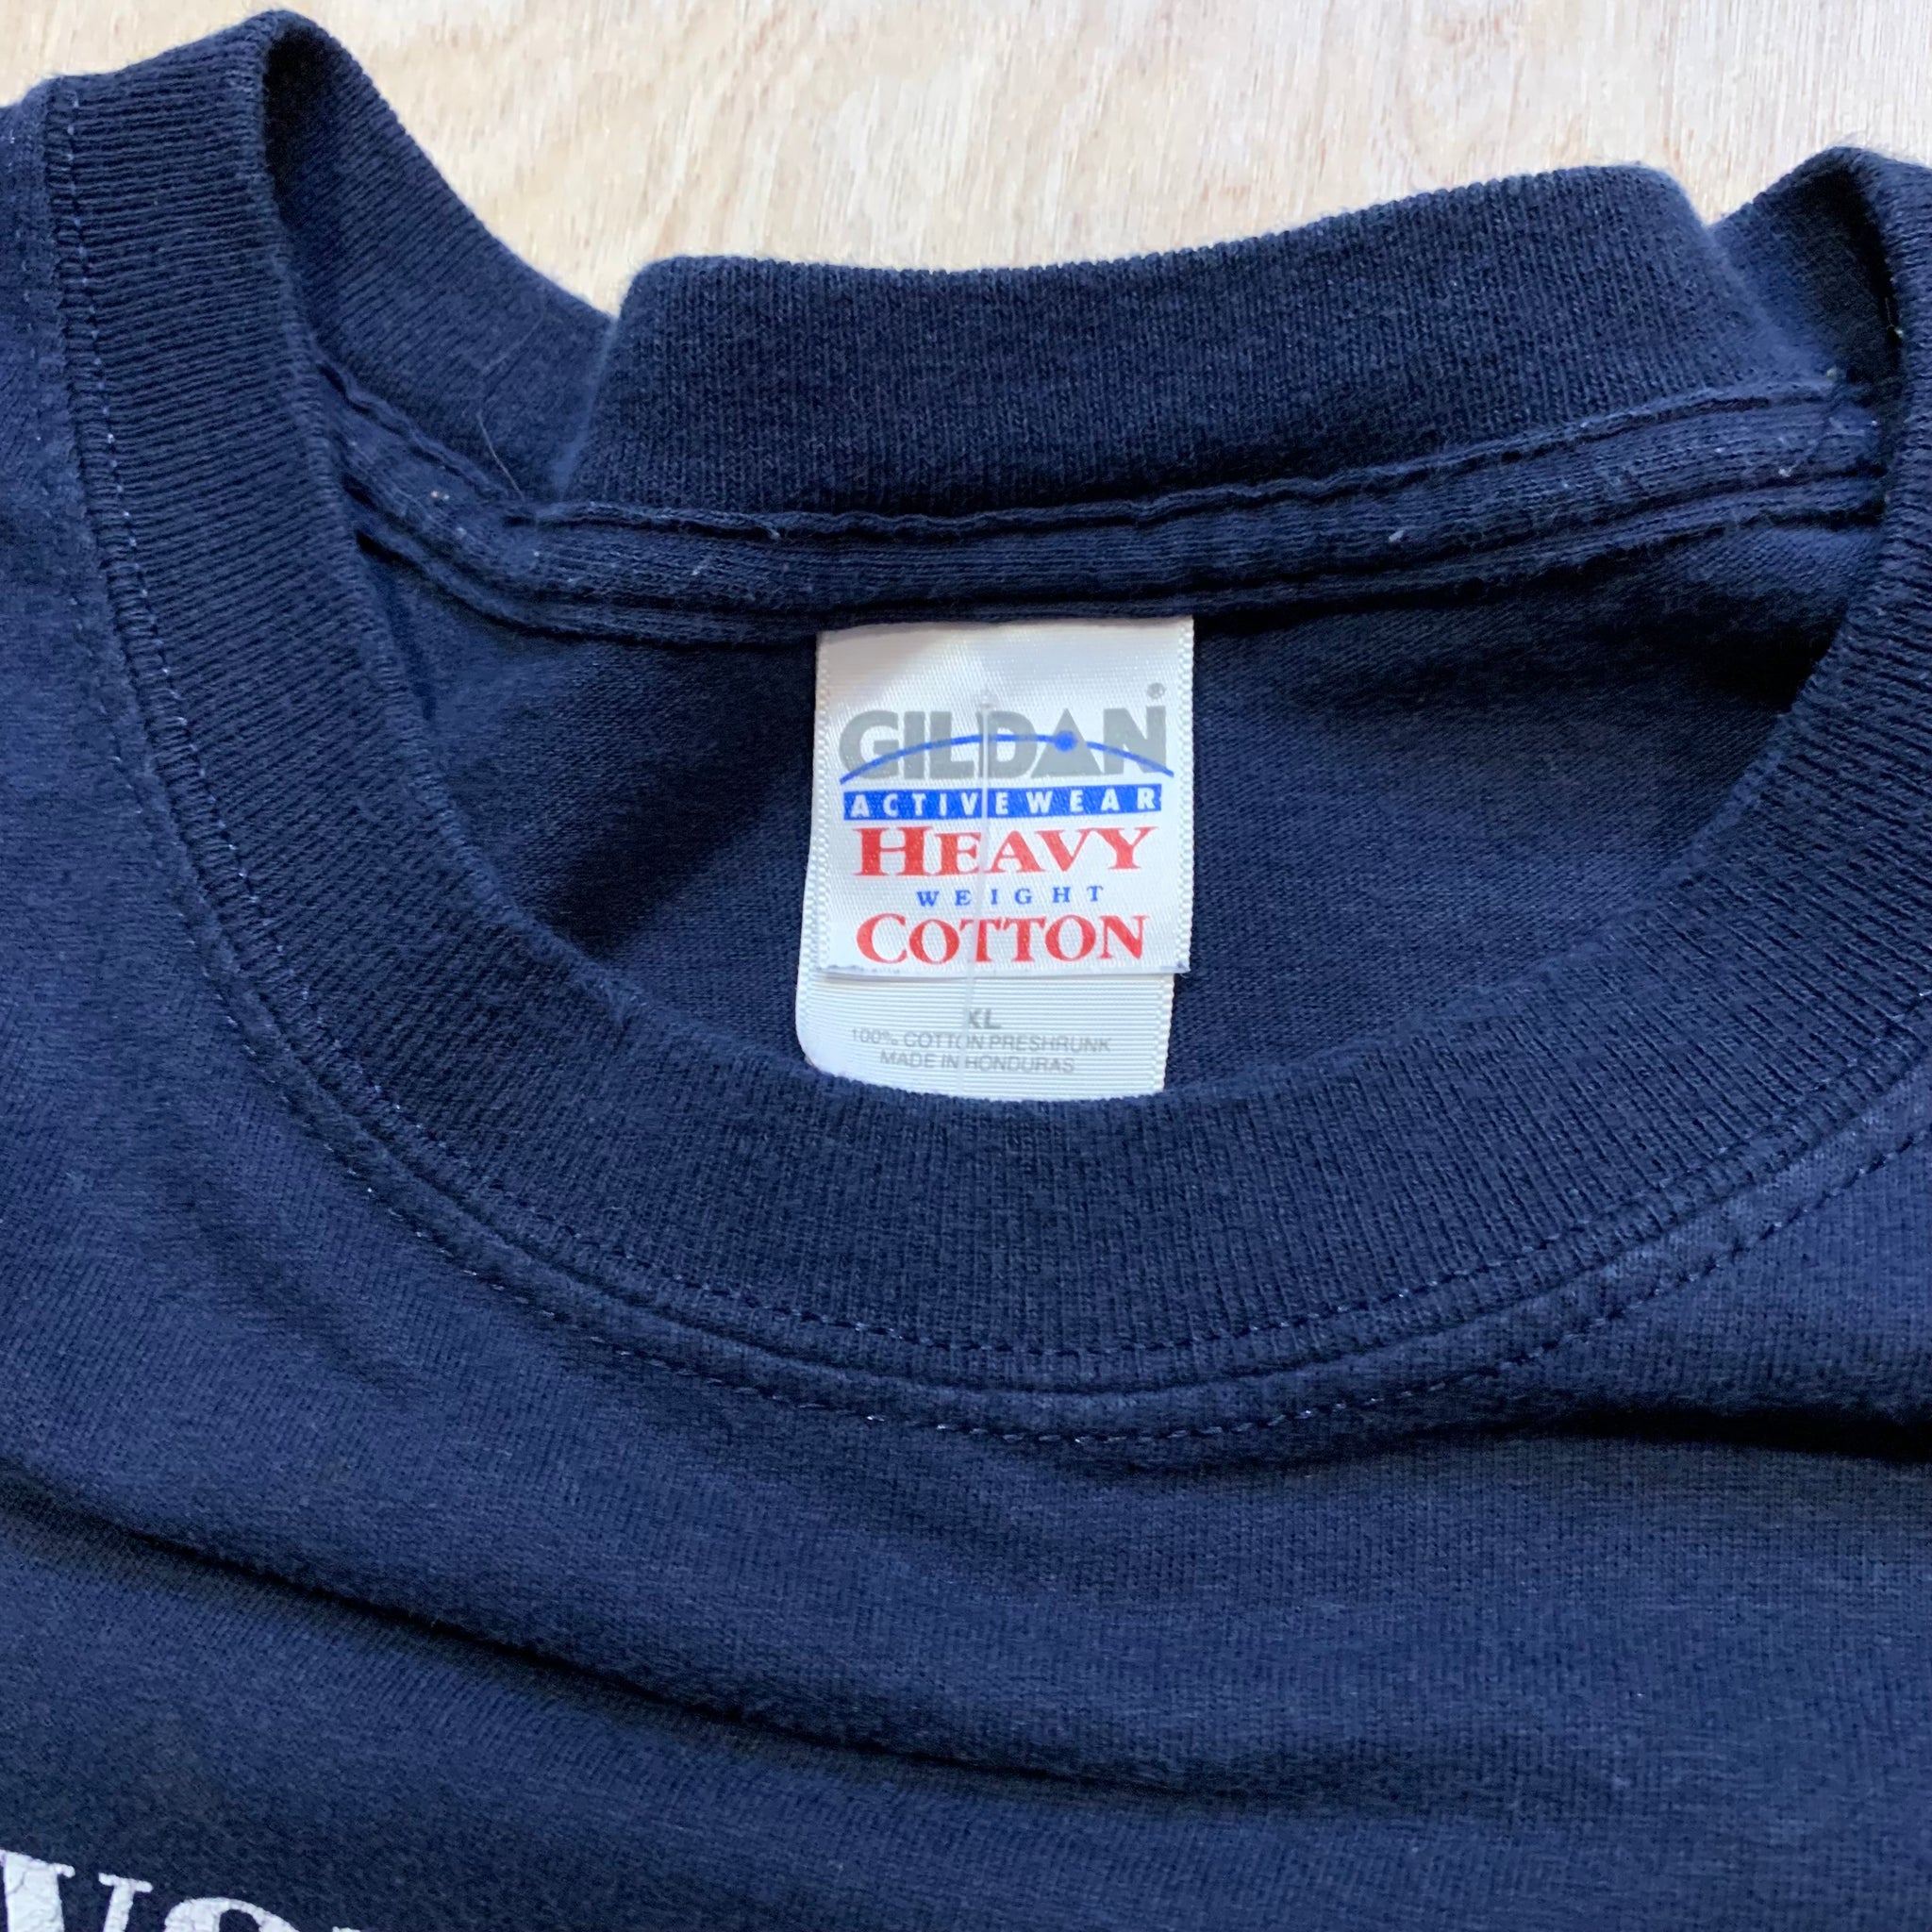 GILDAN®
ACTIVEWEAR
HEAVY
WEIGHT
COTTON
XL
100% COTTON PRESHRUNK
MADE IN HONDURAS